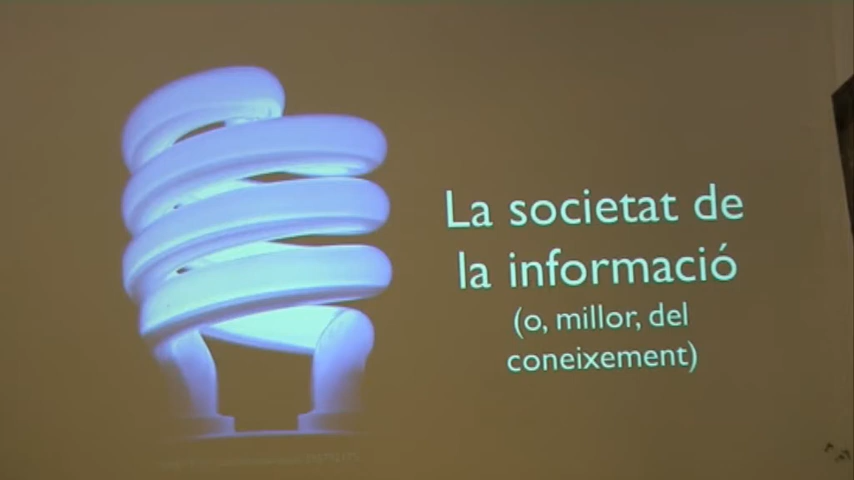 La societat de
la informació
(o, millor, del
coneixement)